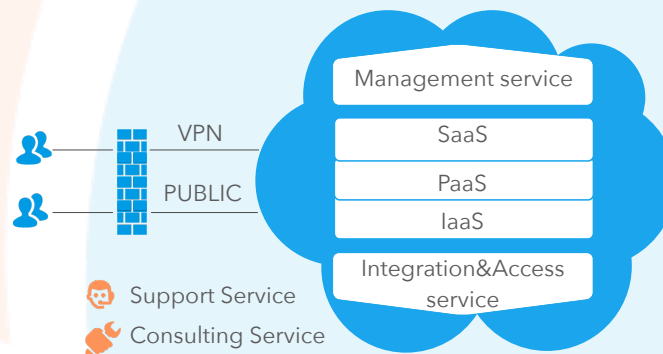 Management service
VPN
SaaS
PaaS
PUBLIC
IaaS
Integration&Access
service
Support Service
Consulting Service